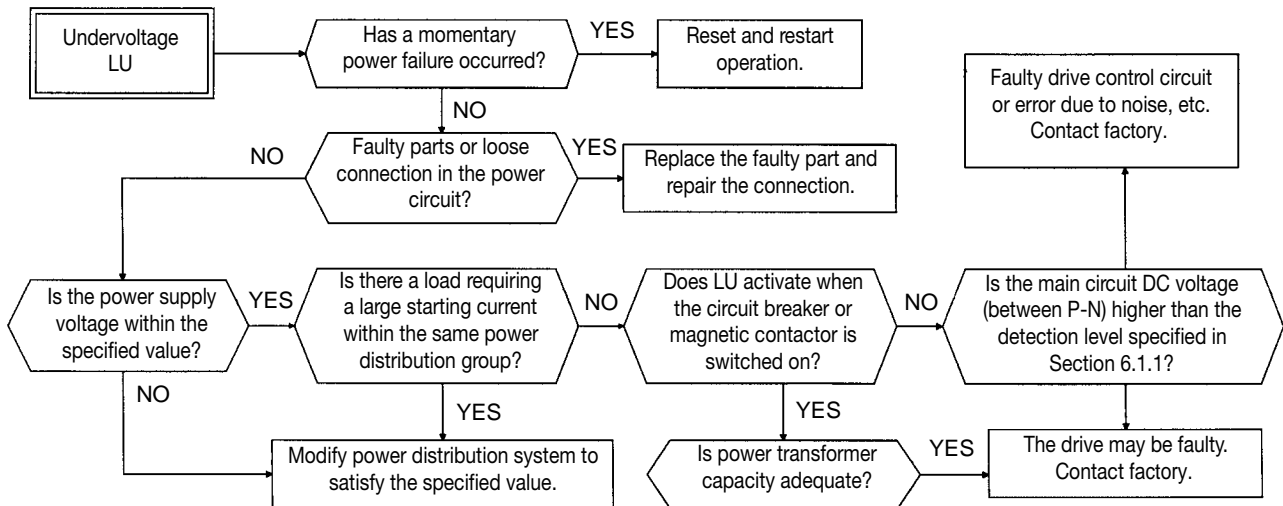 Undervoltage
LU
Has a momentary
power failure occurred?
YES
Reset and restart
operation.
NO
Faulty parts or loose
connection in the power
circuit?
YES
Replace the faulty part and
repair the connection.
NO
Is the power supply
voltage within the
specified value?
YES
NO
Is there a load requiring
a large starting current
within the same power
distribution group?
NO
YES
Modify power distribution system to
satisfy the specified value.
Does LU activate when
the circuit breaker or
magnetic contactor is
switched on?
NO
YES
Is power transformer
capacity adequate?
YES
Is the main circuit DC voltage
(between P-N) higher than the
detection level specified in
Section 6.1.1?
Faulty drive control circuit
or error due to noise, etc.
Contact factory.
The drive may be faulty.
Contact factory.